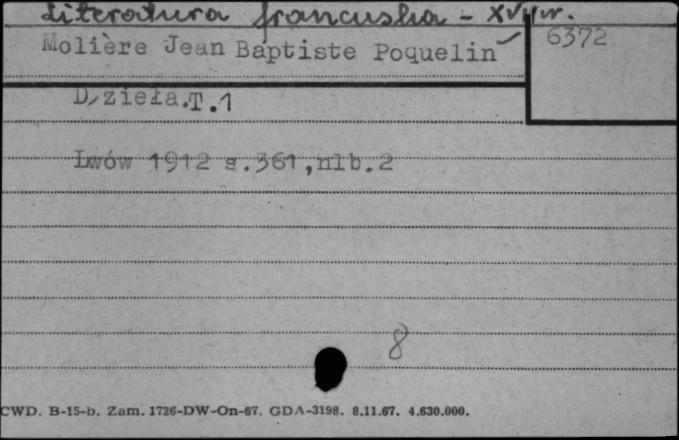 Literatura francuska - XVII w.
Molière Jean Baptiste Poquelin
6372
Dzieła.T.1
Lwów 1912 s.361,nlb.2
8
CWD. B-15-b. Zam. 1726-DW-On-67. GDA-3198. 8.11.67. 4.630.000.